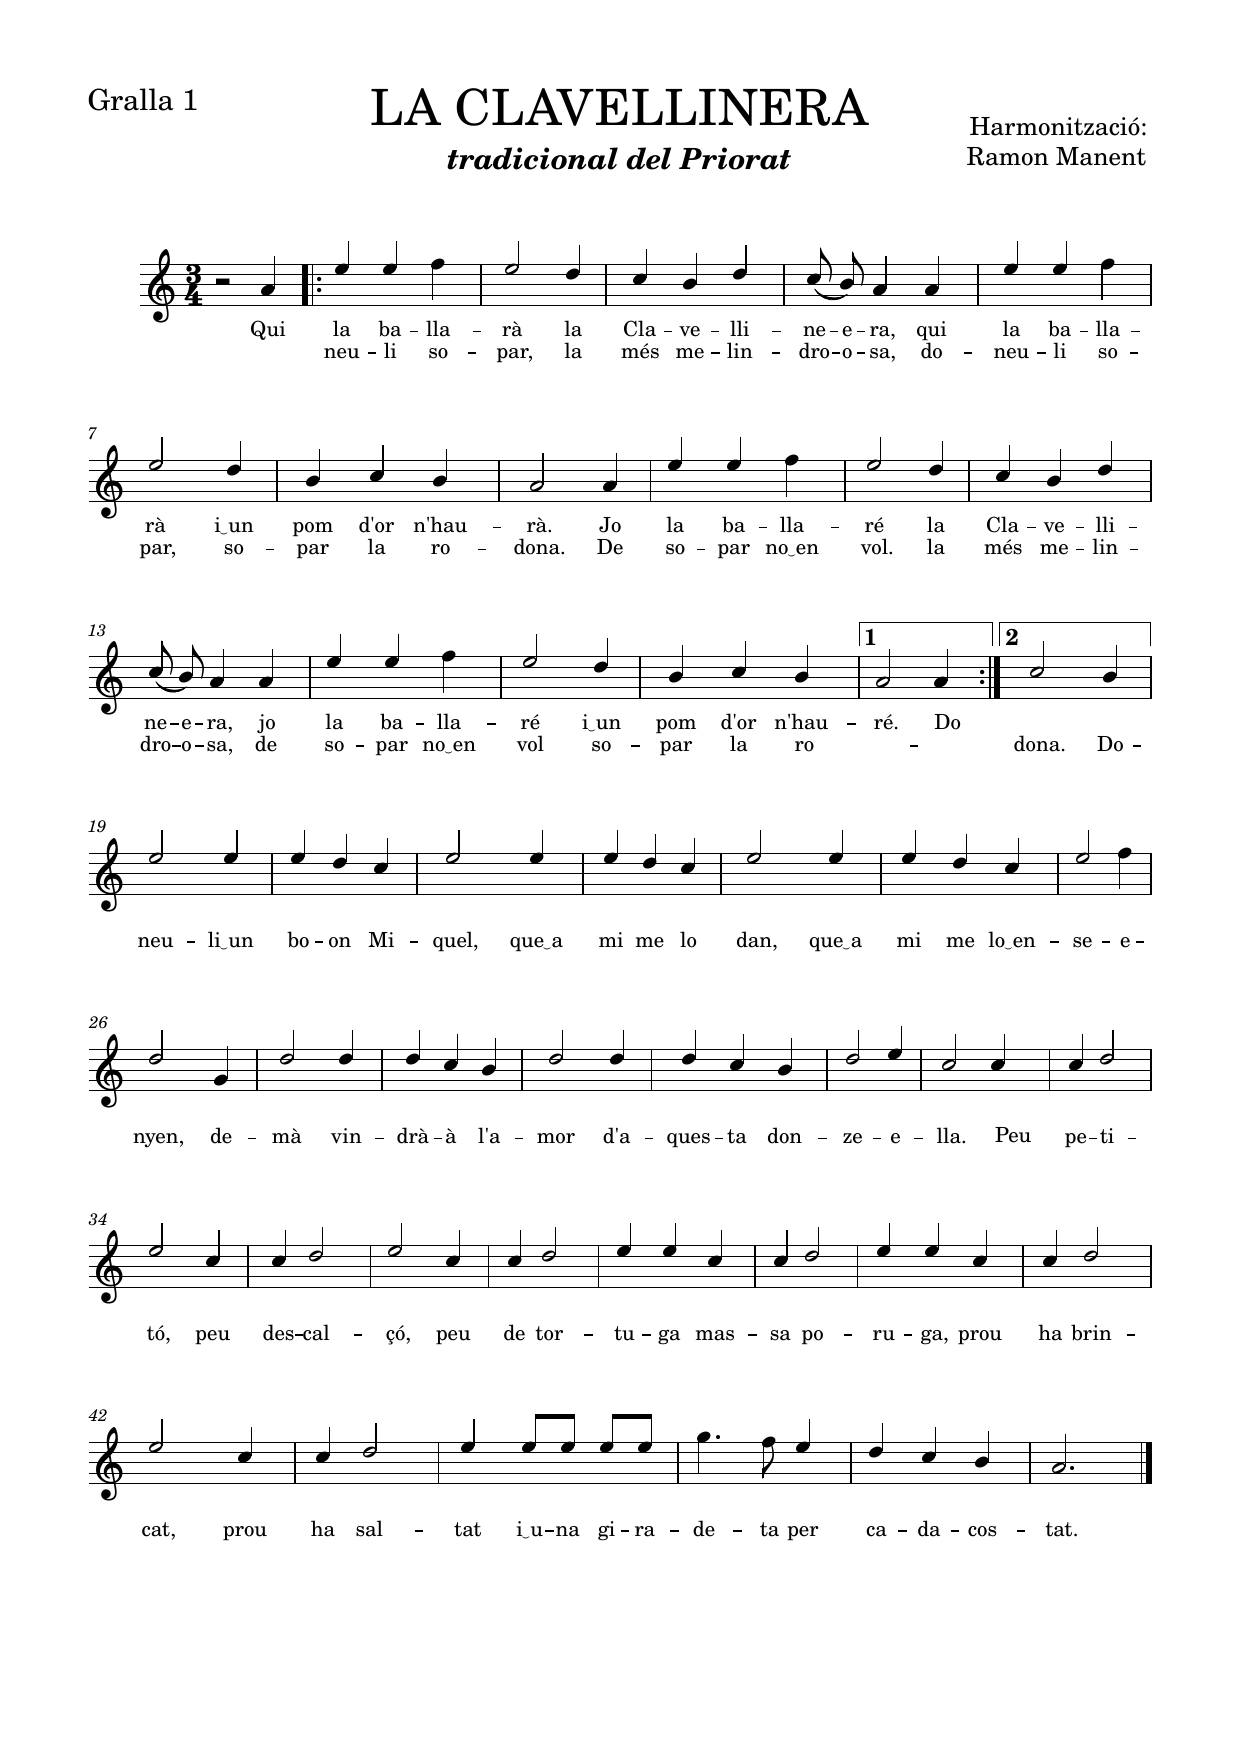 Gralla 1
LA CLAVELLINERA
tradicional del Priorat
Harmonització:
Ramon Manent
3
4
Qui la ba – lla – rà la Cla – ve – lli – ne – e – ra, qui la ba – lla –
neu – li so – par, la més me – lin – dro – o – sa, do – neu – li so –
7
rà i‿un pom d'or n'hau – rà. Jo la ba – lla – ré la Cla – ve – lli –
par, so – par la ro – dona. De so – par no‿en vol. la més me – lin –
13
1 2
ne – e – ra, jo la ba – lla – ré i‿un pom d'or n'hau – ré. Do
dro – o – sa, de so – par no‿en vol so – par la ro – – dona. Do –
19
neu – li‿un bo – on Mi – quel, que‿a mi me lo dan, que‿a mi me lo‿en – se – e –
26
nyen, de – mà vin – drà – à l'a – mor d'a – ques – ta don – ze – e – lla. Peu pe – ti –
34
tó, peu des – cal – çó, peu de tor – tu – ga mas – sa po – ru – ga, prou ha brin –
42
cat, prou ha sal – tat i‿u – na gi – ra – de – ta per ca – da – cos – tat.